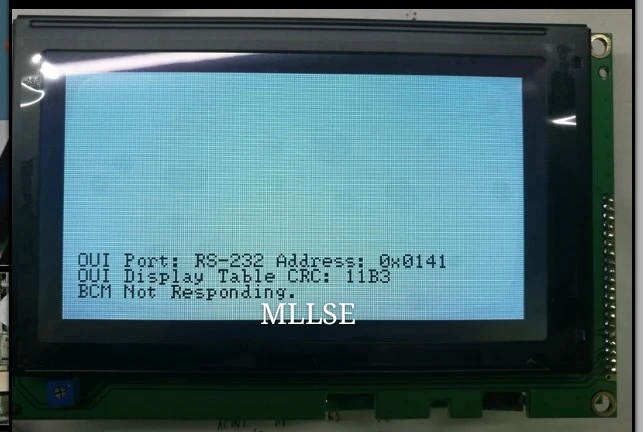 OUI Port: RS-232 Address: 0x0141
OUI Display Table CRC: 11B3
BCM Not Responding.
MLLSE